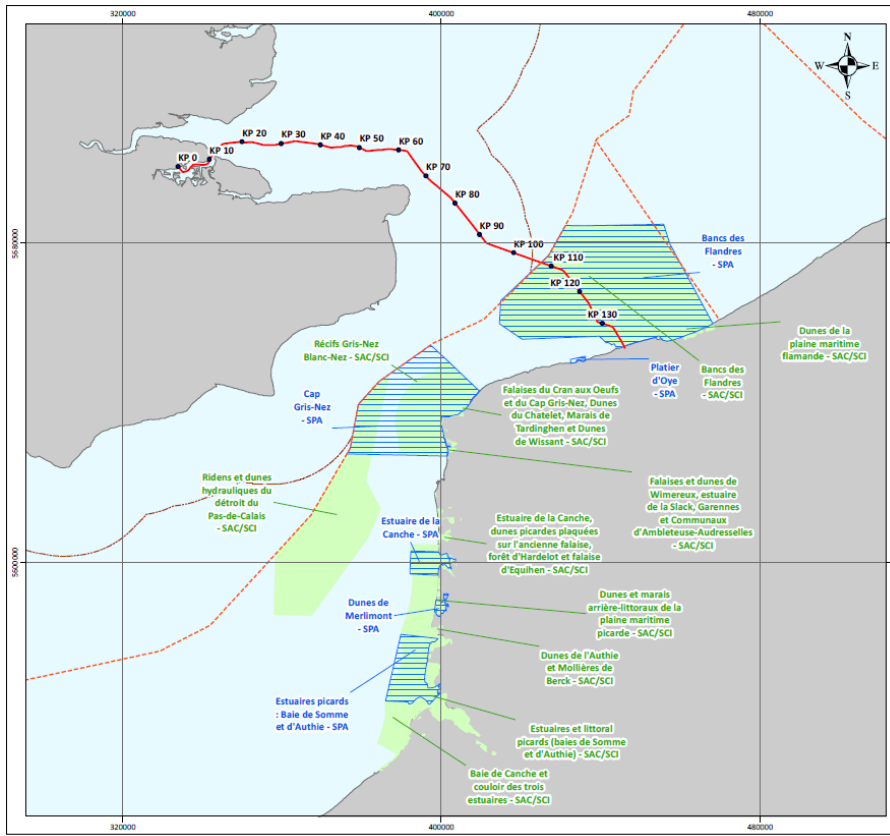 320000
400000
480000
N
W
E
S
KP 0
KP 10
KP 20
KP 30
KP 40
KP 50
KP 60
KP 70
KP 80
KP 90
KP 100
KP 110
KP 120
KP 130
5680000
5680000
Bancs des
Flandres
- SPA
Dunes de la
plaine maritime
flamande - SAC/SCI
Récifs Gris-Nez
Blanc-Nez - SAC/SCI
Platier
d'Oye
- SPA
Bancs des
Flandres
- SAC/SCI
Cap
Gris-Nez
- SPA
Falaises du Cran aux Oeufs
et du Cap Gris-Nez, Dunes
du Chatelet, Marais de
Tardinghen et Dunes
de Wissant - SAC/SCI
Ridens et dunes
hydrauliques du
détroit du
Pas-de-Calais
- SAC/SCI
Falaises et dunes de
Wimereux, estuaire
de la Slack, Garennes
et Communaux
d'Ambleteuse-Audresselles
- SAC/SCI
Estuaire de la
Canche - SPA
Estuaire de la Canche,
dunes picardes plaquées
sur l'ancienne falaise,
forêt d'Hardelot et falaise
d'Equihen - SAC/SCI
5600000
5600000
Dunes de
Merlimont
- SPA
Dunes et marais
arrière-littoraux de la
plaine maritime
picarde - SAC/SCI
Dunes de l'Authie
et Mollières de
Berck - SAC/SCI
Estuaires picards
: Baie de Somme
et d'Authie - SPA
Estuaires et littoral
picards (baies de Somme
et d'Authie) - SAC/SCI
Baie de Canche et
couloir des trois
estuaires - SAC/SCI
320000
400000
480000